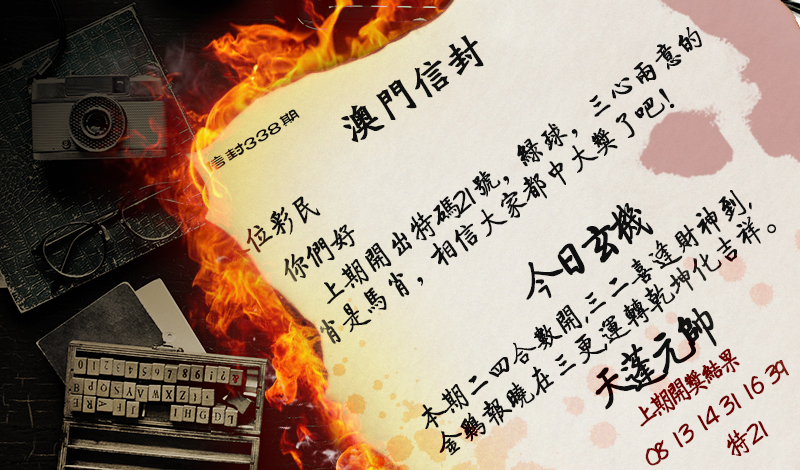 澳門信封
信封338期
位彩民
你們好
上期開出特碼21號，綠球，三心兩意的
肖是馬肖，相信大家都中大獎了吧！
今日玄機
本期二四合數開，三二喜逢財神到，
金鷄報曉在三更運轉乾坤化吉祥。
天蓬元帥
上期開獎結果
08 13 14 31 16 39
特21